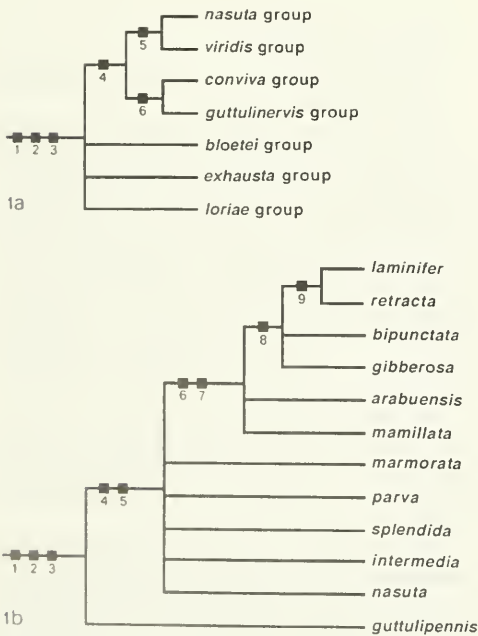 nasuta group
5
viridis group
4
conviva group
6
guttulinervis group
1 2 3
bloetei group
1a
exhausta group
loriae group
laminifer
9
retracta
8
bipunctata
gibberosa
6 7
arabuensis
mamillata
marmorata
4 5
parva
splendida
1 2 3
intermedia
nasuta
1b
guttulipennis